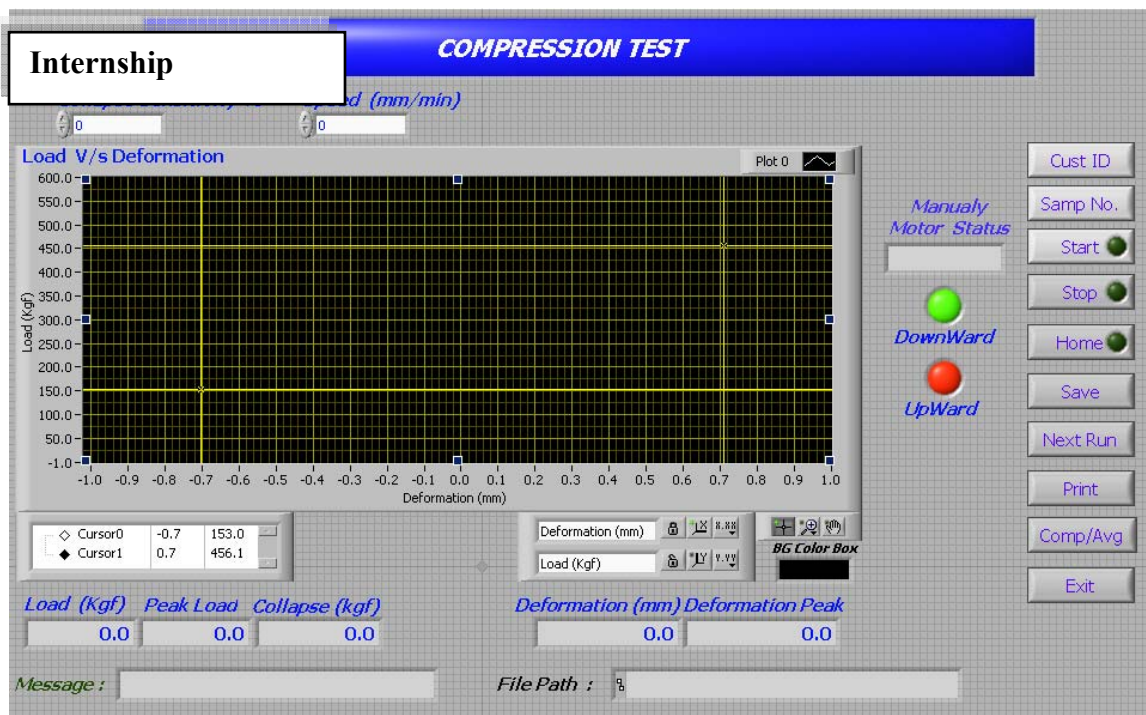 COMPRESSION TEST
Internship
(mm/min)
0 0
Load V/s Deformation
Plot 0
600.0
550.0
500.0
450.0
400.0
350.0
300.0
250.0
200.0
150.0
100.0
50.0
-1.0
Load (Kgf)
-1.0 -0.9 -0.8 -0.7 -0.6 -0.5 -0.4 -0.3 -0.2 -0.1 0.0 0.1 0.2 0.3 0.4 0.5 0.6 0.7 0.8 0.9 1.0
Deformation (mm)
Manualy
Motor Status
DownWard
UpWard
Cust ID
Samp No.
Start
Stop
Home
Save
Next Run
Print
Comp/Avg
Exit
Cursor0 -0.7 153.0
Cursor1 0.7 456.1
Deformation (mm) X X.XX
Load (Kgf) Y Y.YY
BG Color Box
Load (Kgf) Peak Load Collapse (kgf)
0.0 0.0 0.0
Deformation (mm) Deformation Peak
0.0 0.0
Message :
File Path :